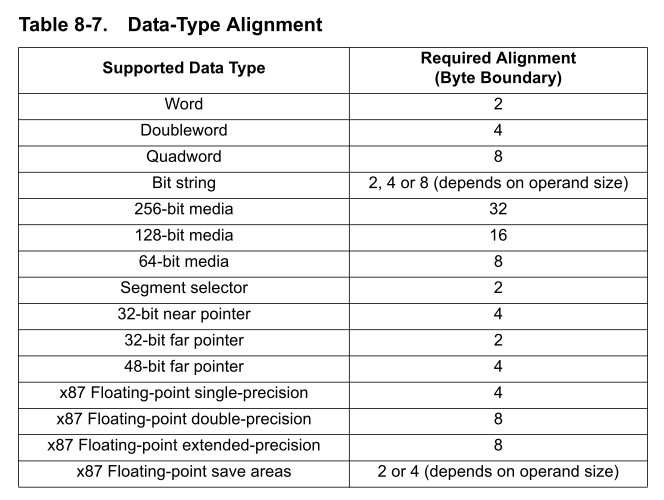 Table 8-7. Data-Type Alignment
Supported Data Type Required Alignment
(Byte Boundary)
Word 2
Doubleword 4
Quadword 8
Bit string 2, 4 or 8 (depends on operand size)
256-bit media 32
128-bit media 16
64-bit media 8
Segment selector 2
32-bit near pointer 4
32-bit far pointer 2
48-bit far pointer 4
x87 Floating-point single-precision 4
x87 Floating-point double-precision 8
x87 Floating-point extended-precision 8
x87 Floating-point save areas 2 or 4 (depends on operand size)